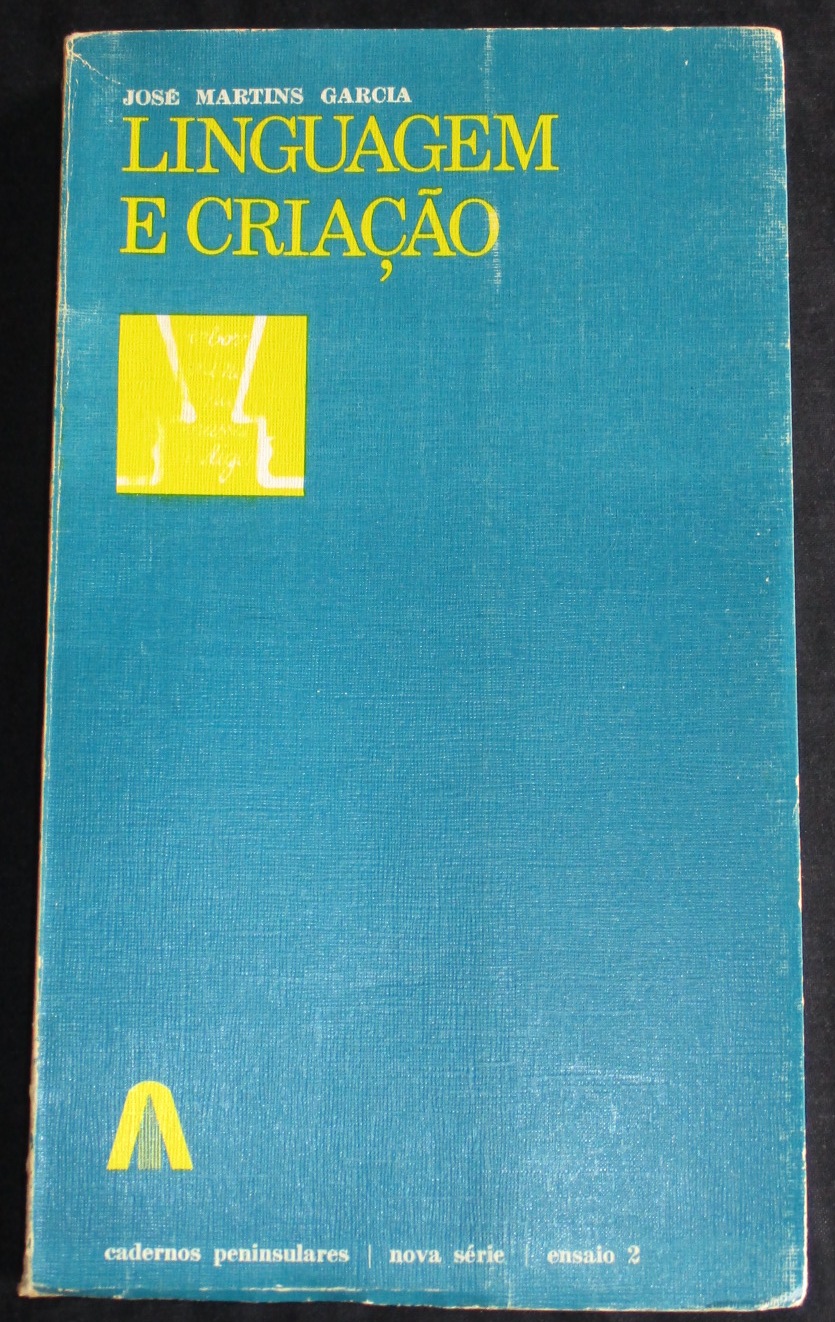 JOSÉ MARTINS GARCIA
LINGUAGEM
E CRIAÇÃO
cadernos peninsulares | nova série | ensaio 2